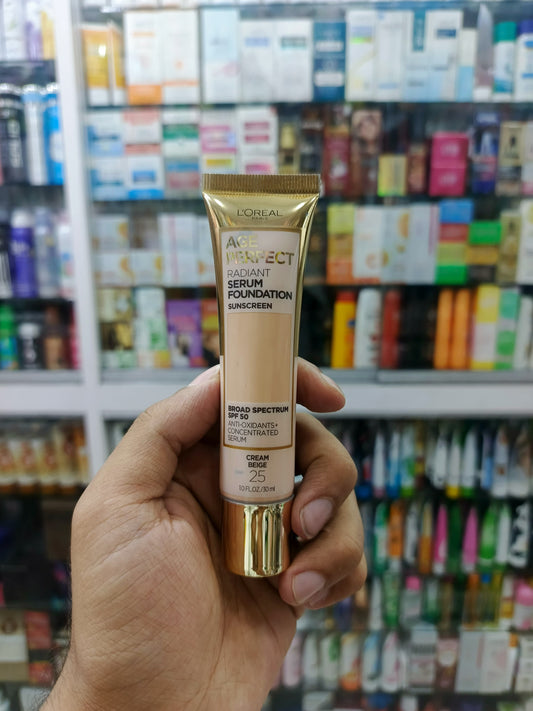 L'ORÉAL
PARIS
AGE
PERFECT
RADIANT
SERUM
FOUNDATION
SUNSCREEN
BROAD SPECTRUM
SPF 50
ANTI-OXIDANTS+
CONCENTRATED
SERUM
CREAM
BEIGE
25
1.0 FL.OZ/30 ml